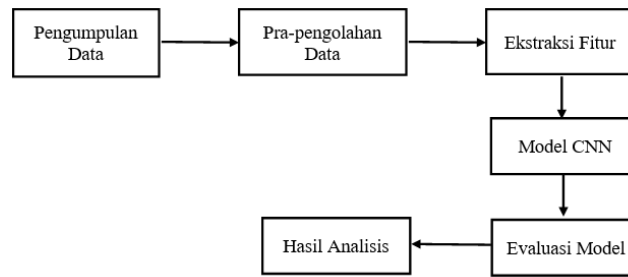 Pengumpulan
Data
Pra-pengolahan
Data
Ekstraksi Fitur
Model CNN
Evaluasi Model
Hasil Analisis